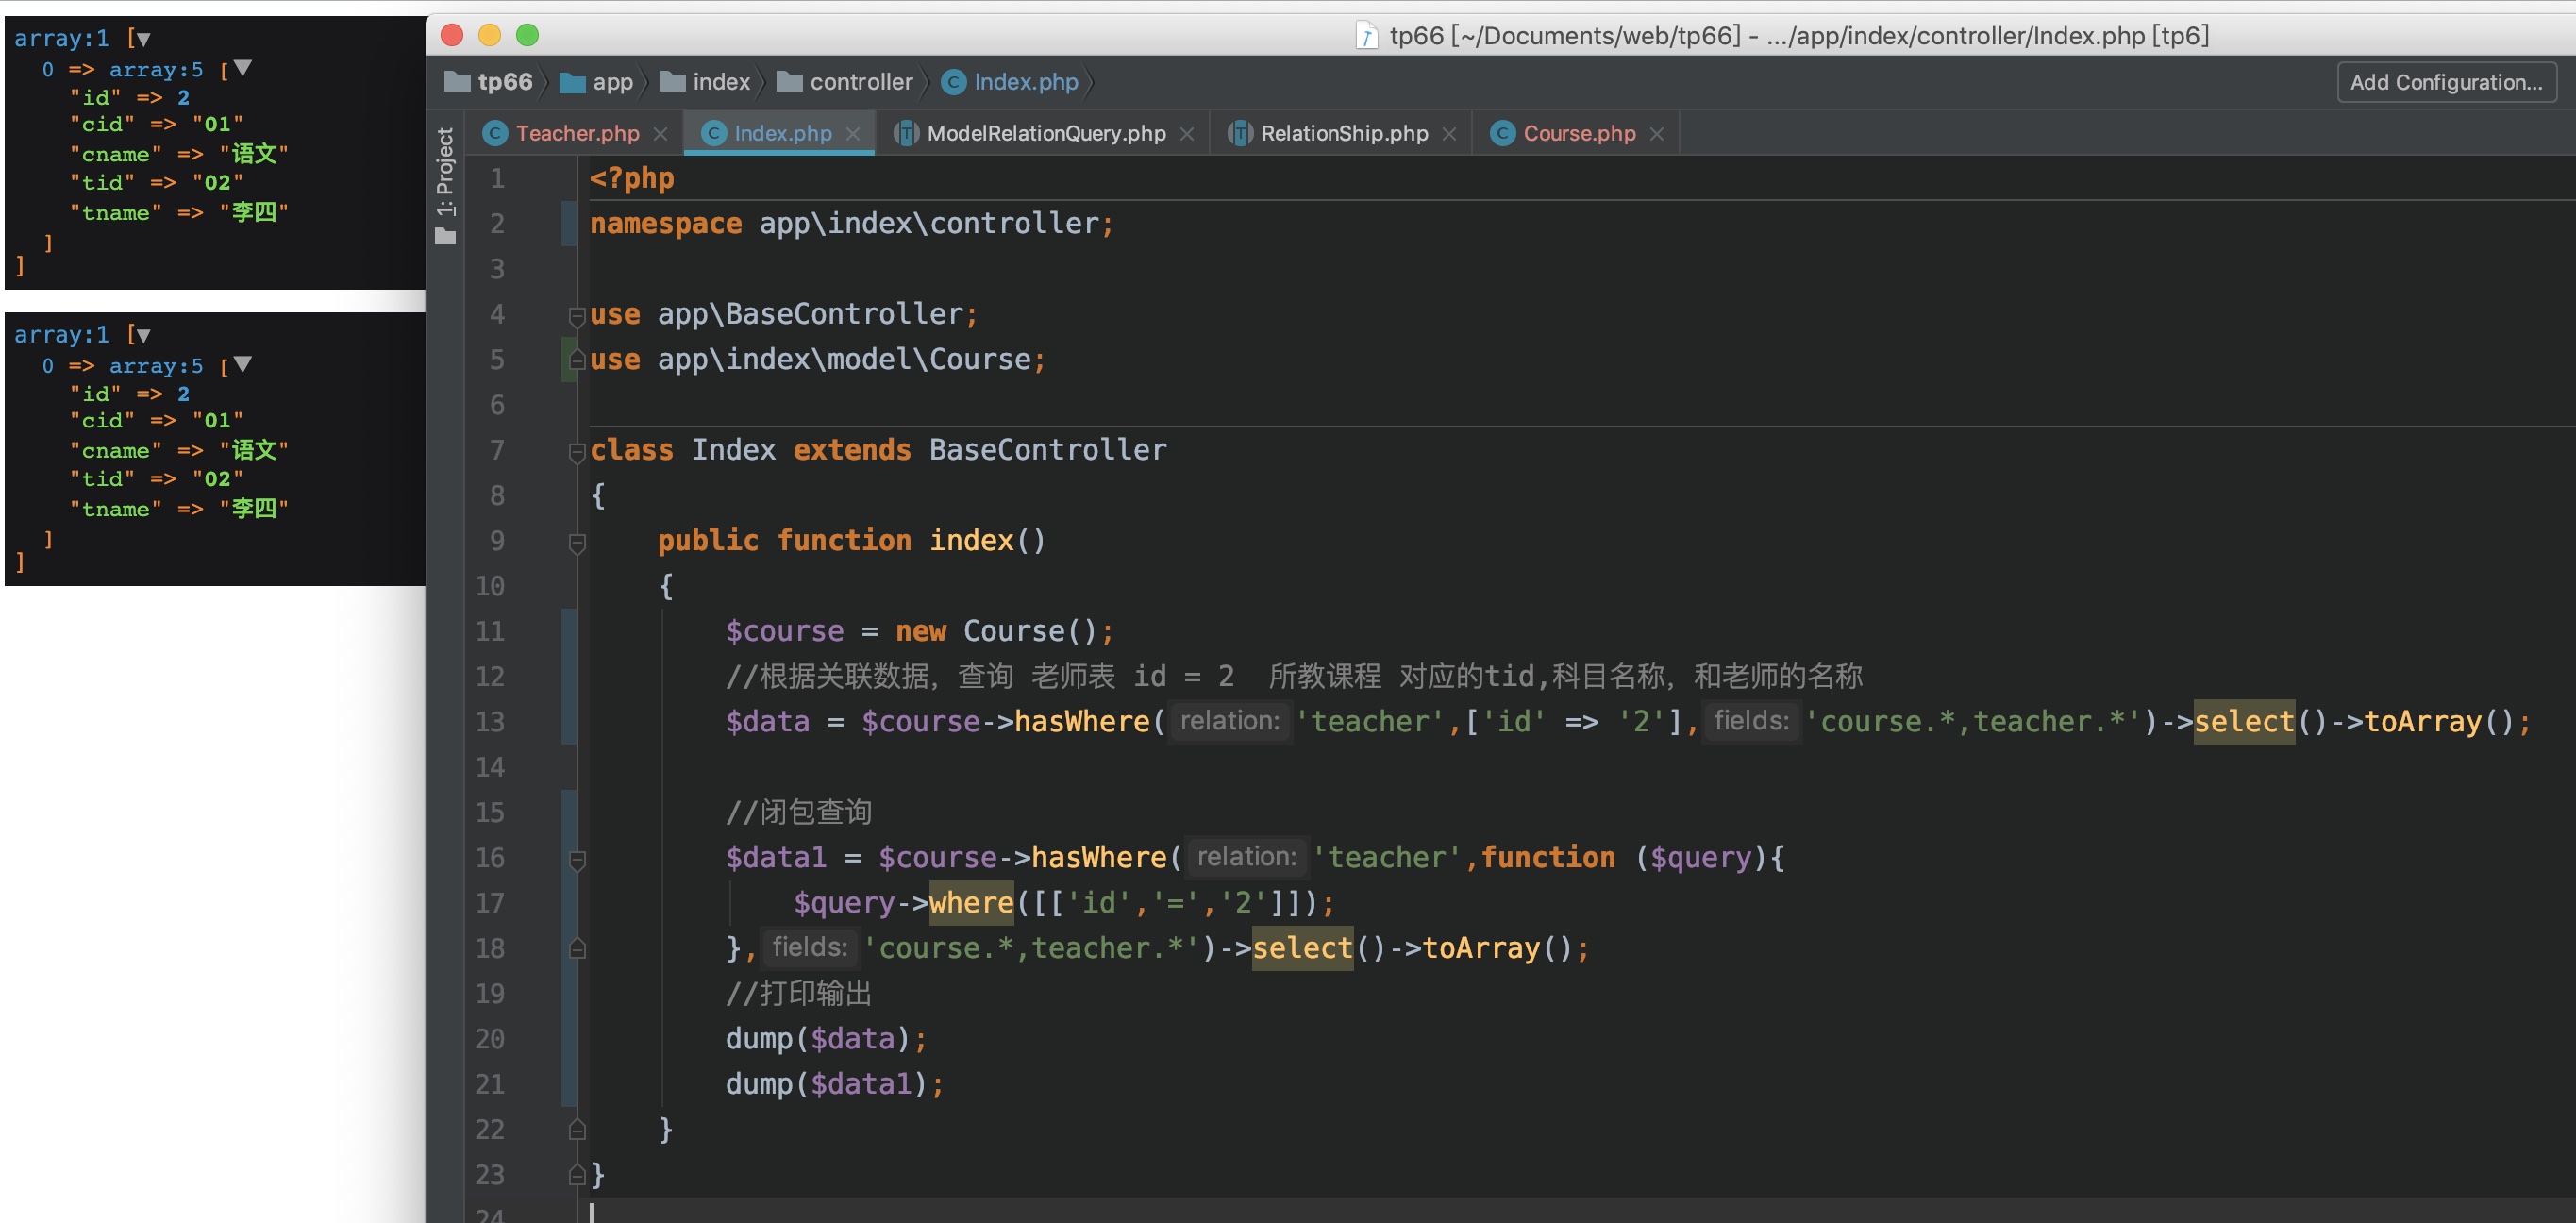 array:1 [▼
  0 => array:5 [▼
    "id" => 2
    "cid" => "01"
    "cname" => "语文"
    "tid" => "02"
    "tname" => "李四"
  ]
]
array:1 [▼
  0 => array:5 [▼
    "id" => 2
    "cid" => "01"
    "cname" => "语文"
    "tid" => "02"
    "tname" => "李四"
  ]
]
tp66 [~/Documents/web/tp66] - .../app/index/controller/Index.php [tp6]
tp66 app index controller Index.php Add Configuration...
Teacher.php Index.php ModelRelationQuery.php RelationShip.php Course.php
1: Project
1 <?php
2 namespace app\index\controller;
3
4 use app\BaseController;
5 use app\index\model\Course;
6
7 class Index extends BaseController
8 {
9     public function index()
10     {
11         $course = new Course();
12         //根据关联数据，查询 老师表 id = 2  所教课程 对应的tid,科目名称，和老师的名称
13         $data = $course->hasWhere( relation: 'teacher',['id' => '2'], fields: 'course.*,teacher.*')->select()->toArray();
14
15         //闭包查询
16         $data1 = $course->hasWhere( relation: 'teacher',function ($query){
17             $query->where([['id','=','2']]);
18         }, fields: 'course.*,teacher.*')->select()->toArray();
19         //打印输出
20         dump($data);
21         dump($data1);
22     }
23 }
24